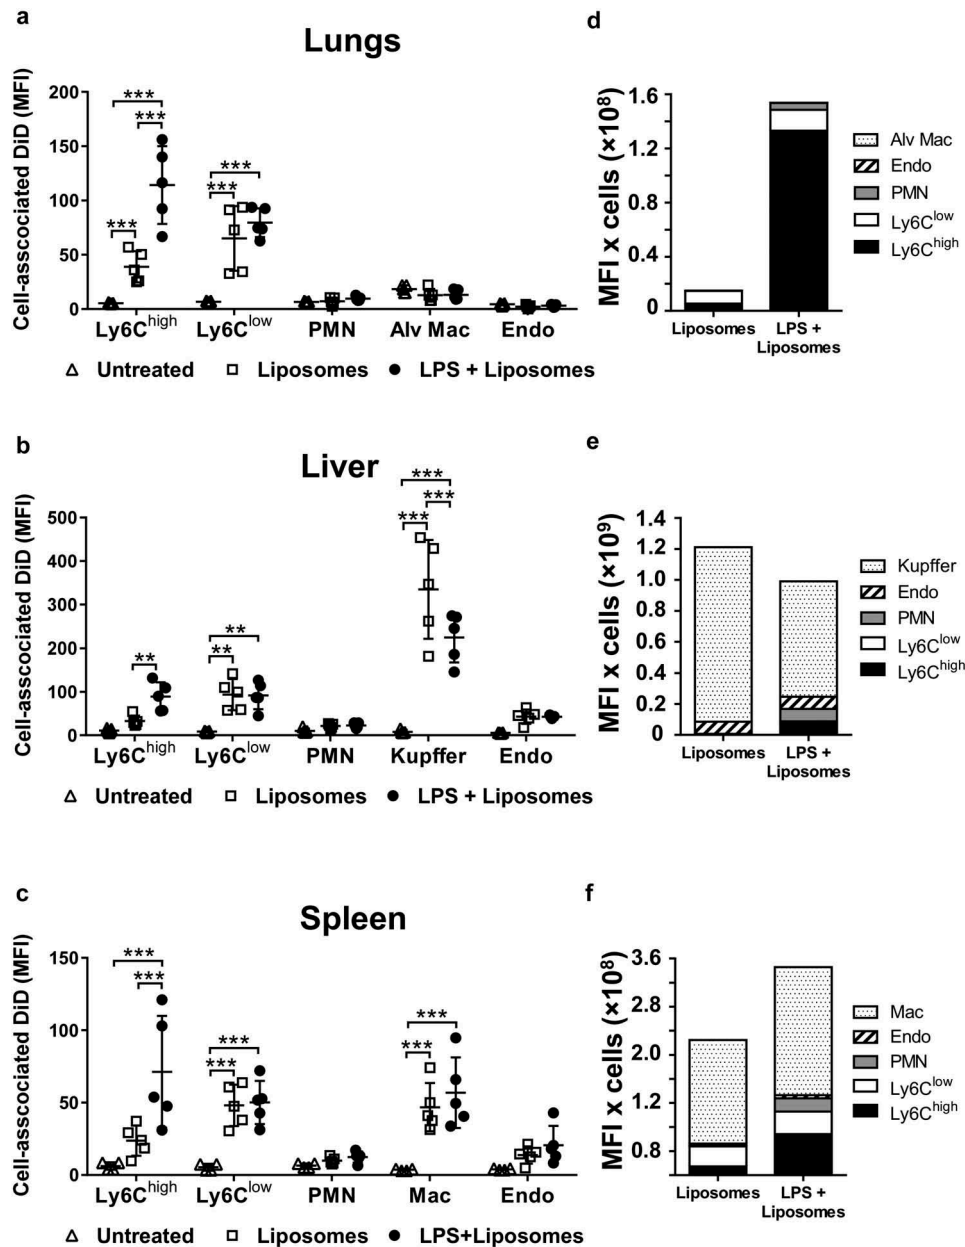 a
Lungs
Cell-asscociated DiD (MFI)
200
150
100
50
0
***
***
***
***
***
Ly6Chigh
Ly6Clow
PMN
Alv Mac
Endo
Untreated
Liposomes
LPS + Liposomes
d
MFI x cells (×10⁸)
1.6
1.2
0.8
0.4
0
Liposomes
LPS +
Liposomes
Alv Mac
Endo
PMN
Ly6Clow
Ly6Chigh
b
Liver
Cell-asscociated DiD (MFI)
500
400
300
200
100
0
**
**
**
***
***
***
Ly6Chigh
Ly6Clow
PMN
Kupffer
Endo
Untreated
Liposomes
LPS + Liposomes
e
MFI x cells (×10⁹)
1.4
1.2
0.8
0.6
0.4
0.2
0
Liposomes
LPS +
Liposomes
Kupffer
Endo
PMN
Ly6Clow
Ly6Chigh
c
Spleen
Cell-asscociated DiD (MFI)
150
100
50
0
***
***
***
***
***
***
Ly6Chigh
Ly6Clow
PMN
Mac
Endo
Untreated
Liposomes
LPS+Liposomes
f
MFI x cells (×10⁸)
3.6
2.8
2.0
1.2
0.8
Liposomes
LPS +
Liposomes
Mac
Endo
PMN
Ly6Clow
Ly6Chigh